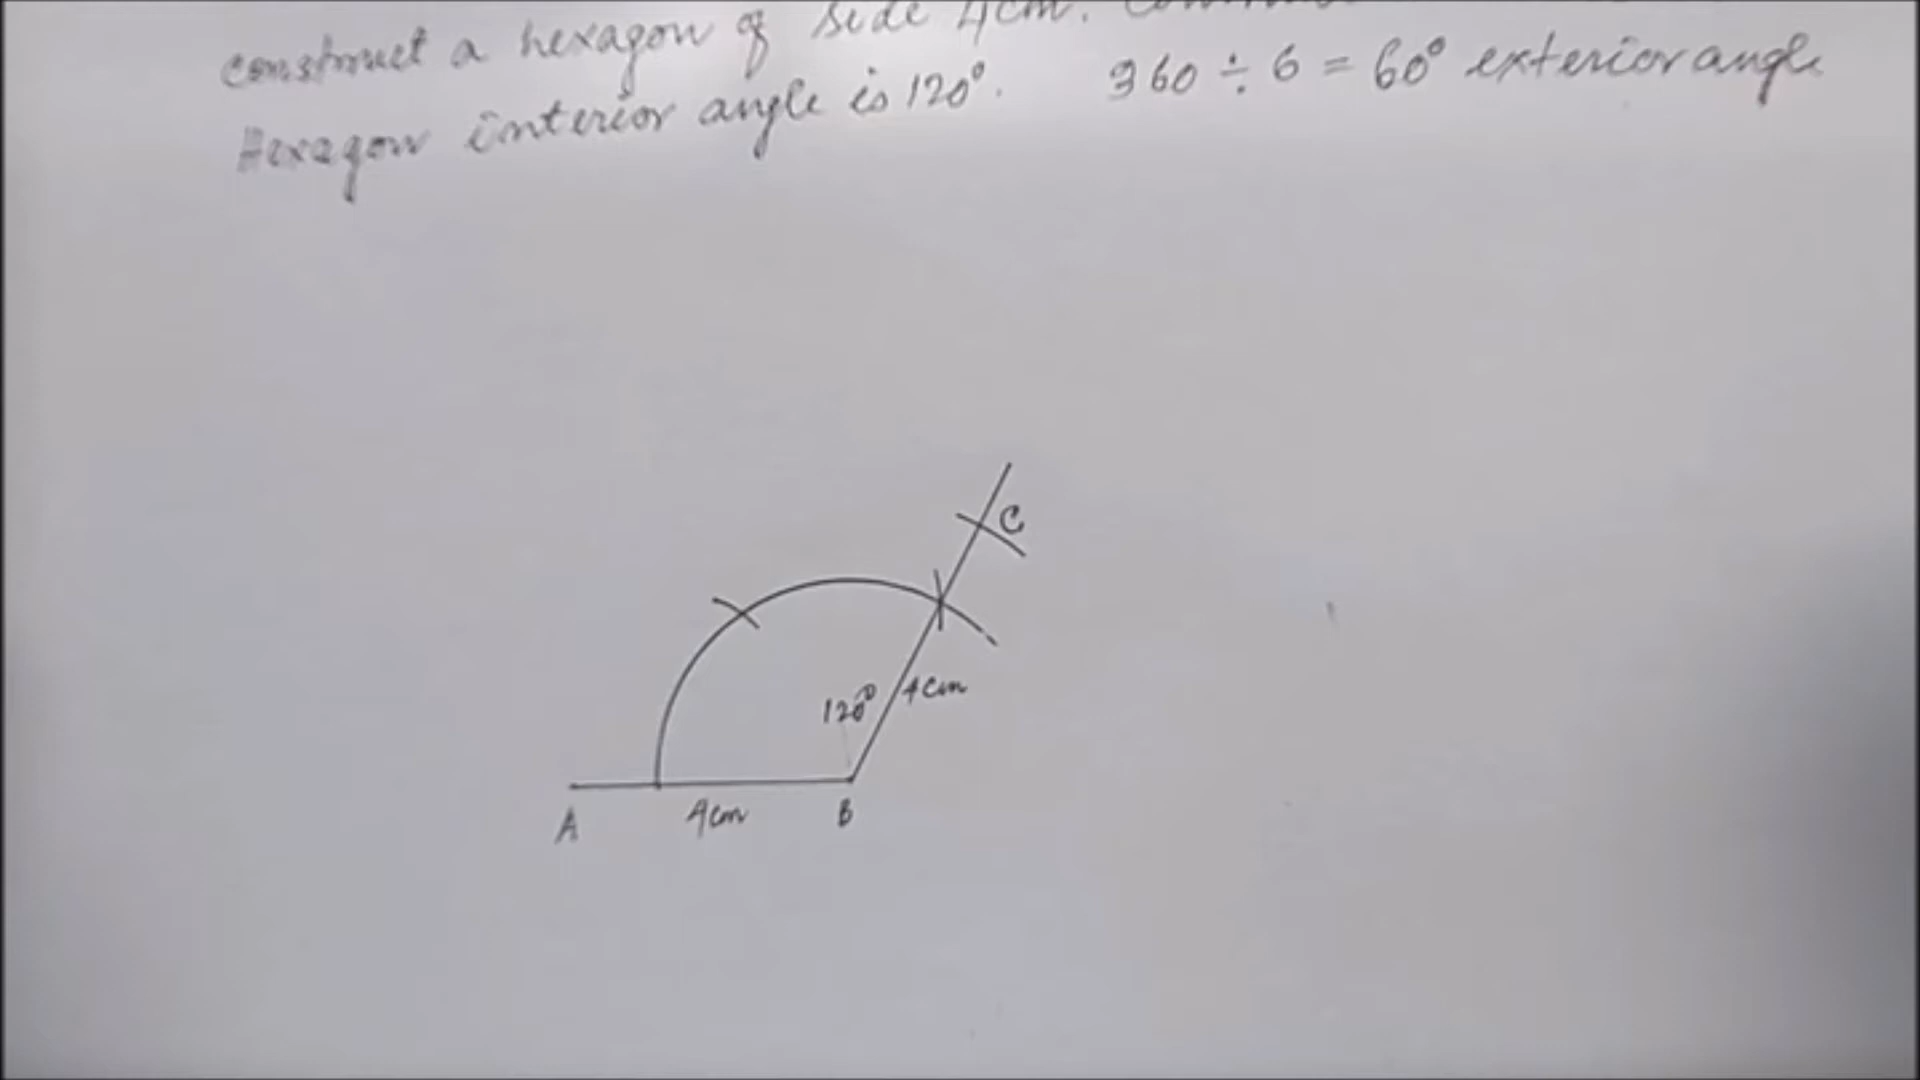 construct a hexagon of side 4cm.
Hexagon interior angle is 120°. 360 ÷ 6 = 60° exterior angle
C
120° 4cm
A 4cm B